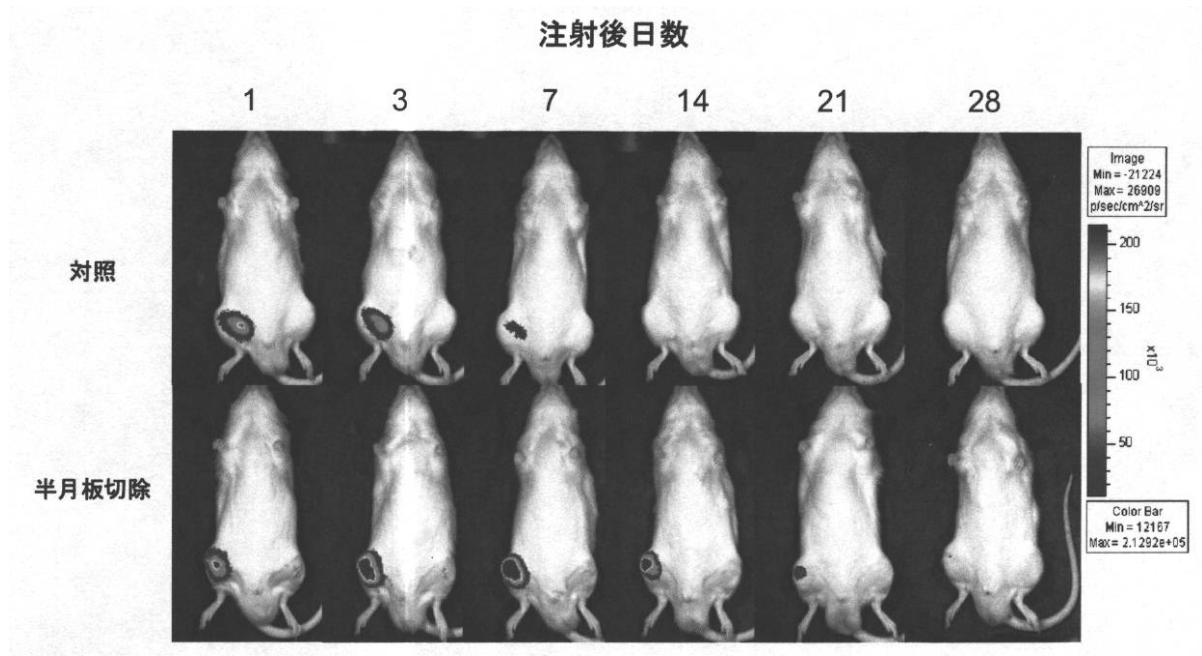 注射後日数
1 3 7 14 21 28
対照
半月板切除
Image
Min = -21224
Max = 26909
p/sec/cm^2/sr
200
150
100
50
x10³
Color Bar
Min = 12167
Max = 2.1292e+05